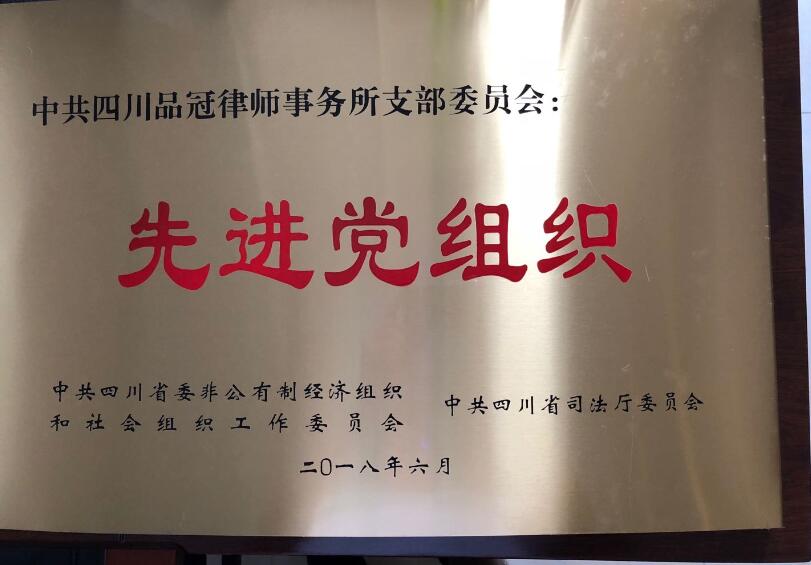 中共四川品冠律师事务所支部委员会：
先进党组织
中共四川省委非公有制经济组织
和社会组织工作委员会
中共四川省司法厅委员会
二〇一八年六月